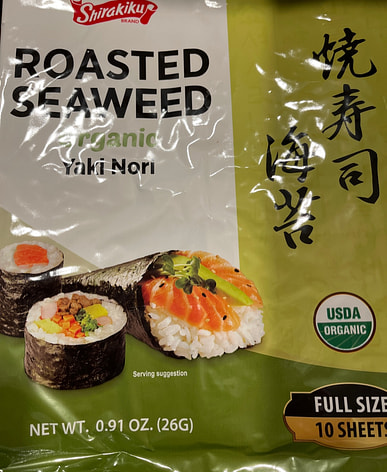 Shirakiku
BRAND
ROASTED
SEAWEED
organic
Yaki Nori
焼寿司
海苔
USDA
ORGANIC
Serving suggestion
NET WT. 0.91 OZ. (26G)
FULL SIZE
10 SHEETS